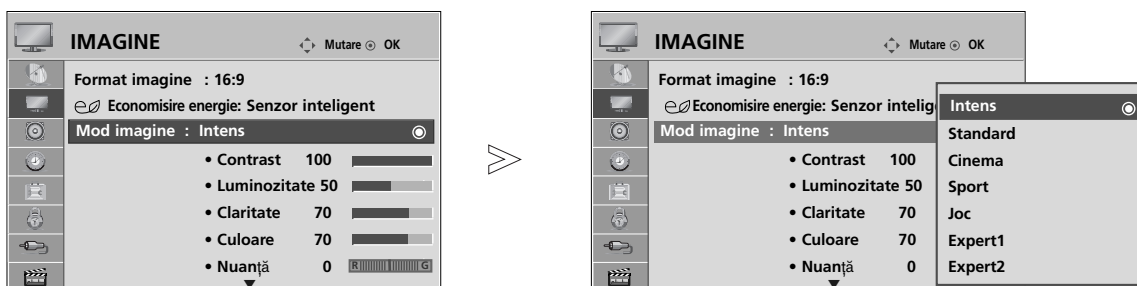 IMAGINE Mutare OK
Format imagine : 16:9
Economisire energie: Senzor inteligent
Mod imagine : Intens
• Contrast 100
• Luminozitate 50
• Claritate 70
• Culoare 70
• Nuanță 0 R G
IMAGINE Mutare OK
Format imagine : 16:9
Economisire energie: Senzor intelig
Mod imagine : Intens
• Contrast 100
• Luminozitate 50
• Claritate 70
• Culoare 70
• Nuanță 0
Intens
Standard
Cinema
Sport
Joc
Expert1
Expert2